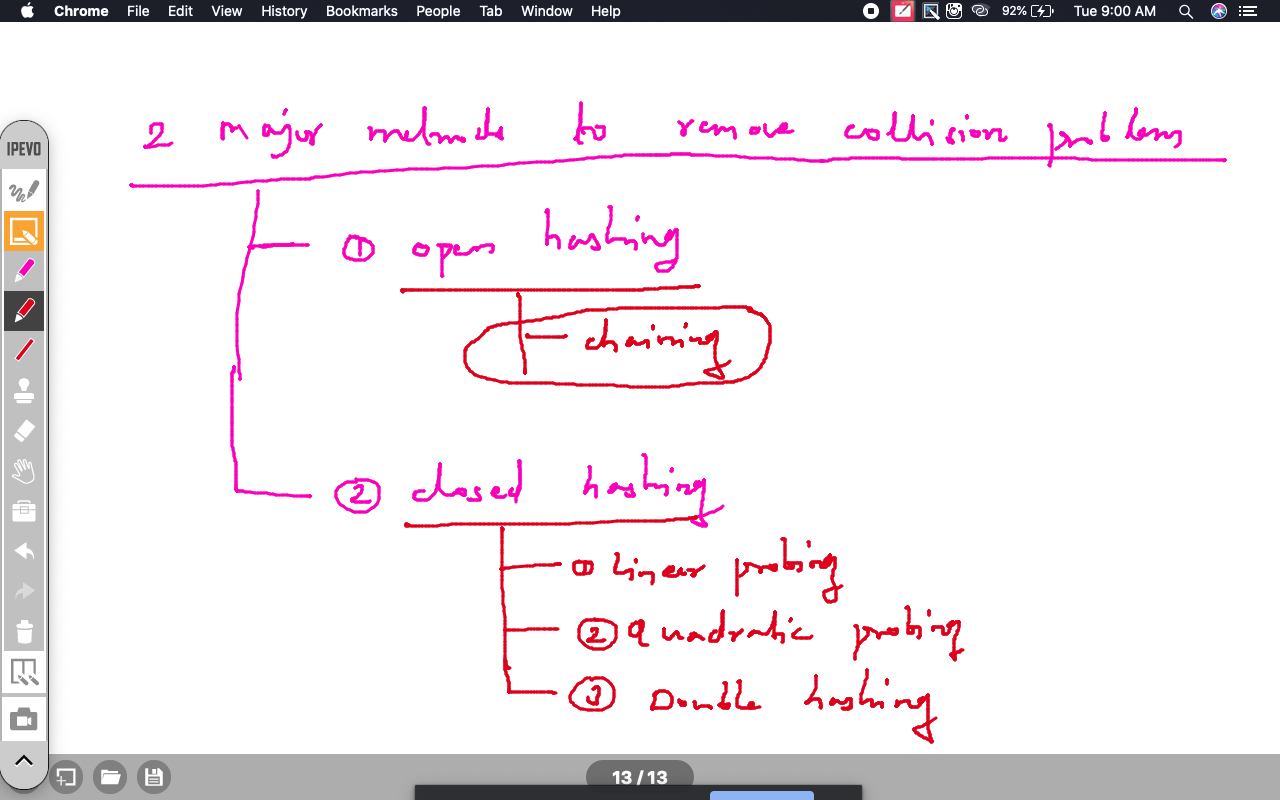 Chrome File Edit View History Bookmarks People Tab Window Help 92% Tue 9:00 AM
IPEVO
2 major methods to remove collision problem
① open hashing
chaining
② closed hashing
① Linear probing
② Quadratic probing
③ Double hashing
13 / 13